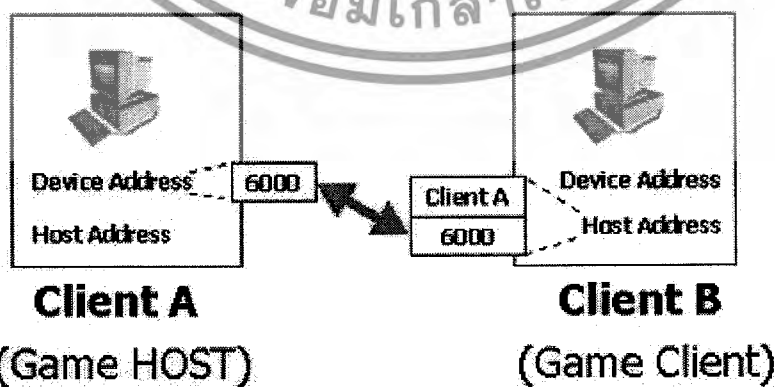 Device Address
6000
Host Address
Client A
6000
Device Address
Host Address
Client A
(Game HOST)
Client B
(Game Client)